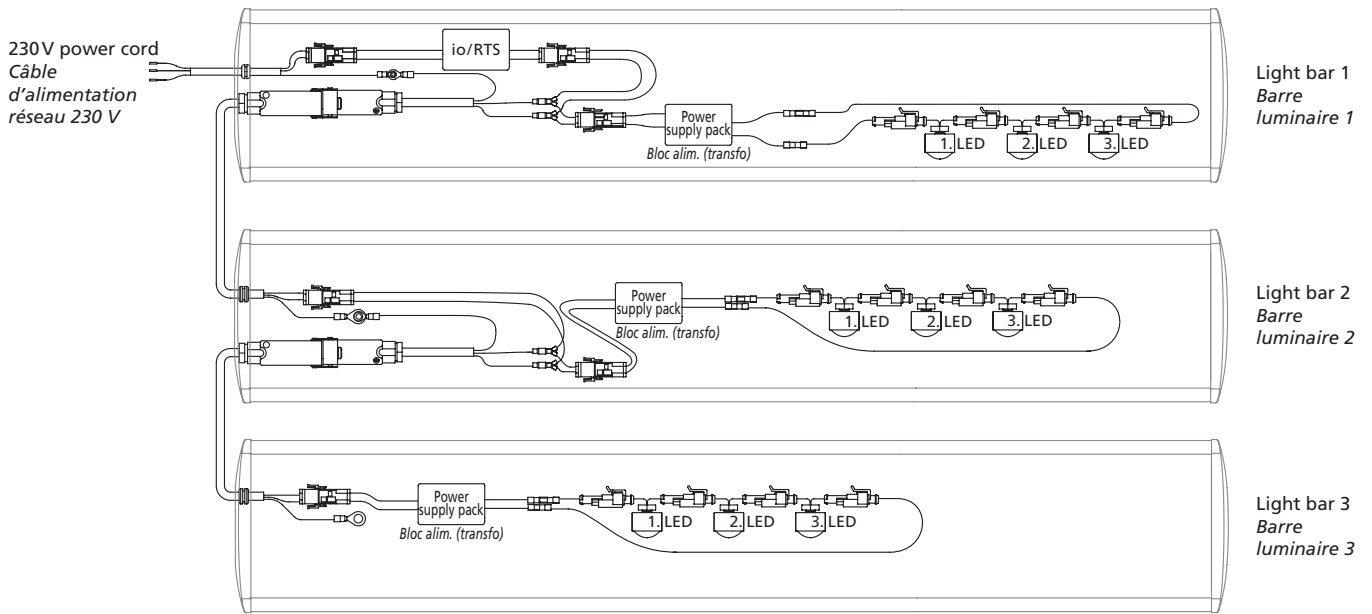 230 V power cord
Câble
d'alimentation
réseau 230 V
io/RTS
Power
supply pack
Bloc alim. (transfo)
1. LED
2. LED
3. LED
Light bar 1
Barre
luminaire 1
Power
supply pack
Bloc alim. (transfo)
1. LED
2. LED
3. LED
Light bar 2
Barre
luminaire 2
Power
supply pack
Bloc alim. (transfo)
1. LED
2. LED
3. LED
Light bar 3
Barre
luminaire 3